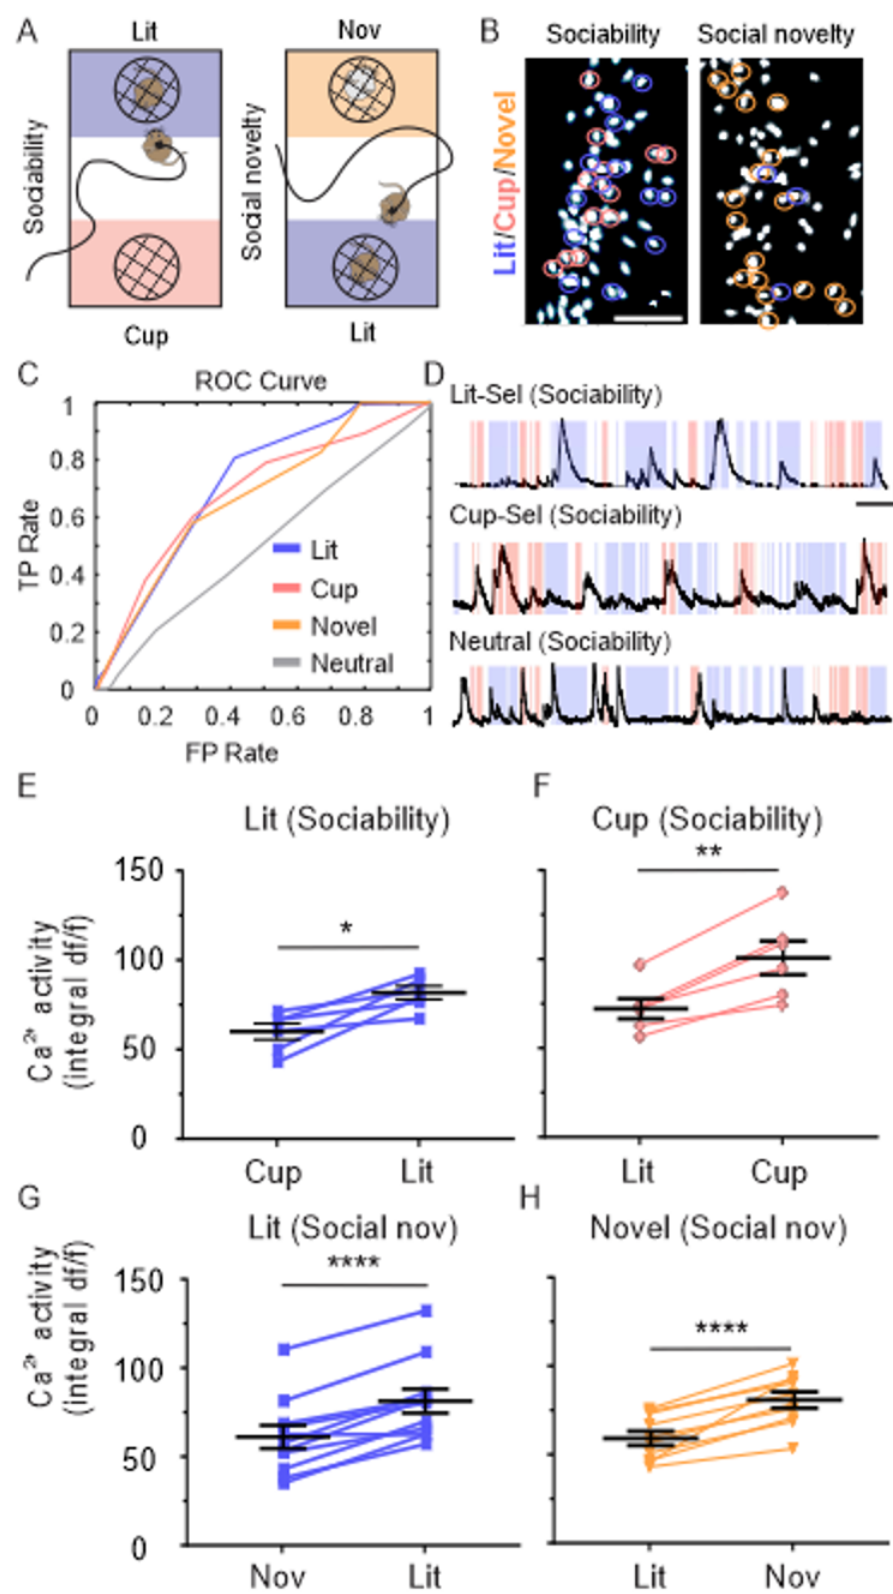 A
Lit
Nov
Sociability
Social novelty
Cup
Lit
B
Sociability
Social novelty
Lit/Cup/Novel
C
ROC Curve
TP Rate
1
0.8
0.6
0.4
0.2
0
0 0.2 0.4 0.6 0.8 1
FP Rate
Lit
Cup
Novel
Neutral
D
Lit-Sel (Sociability)
Cup-Sel (Sociability)
Neutral (Sociability)
E
Lit (Sociability)
Ca²⁺ activity
(integral df/f)
150
100
50
0
*
Cup Lit
F
Cup (Sociability)
**
Lit Cup
G
Lit (Social nov)
Ca²⁺ activity
(integral df/f)
150
100
50
0
****
Nov Lit
H
Novel (Social nov)
****
Lit Nov